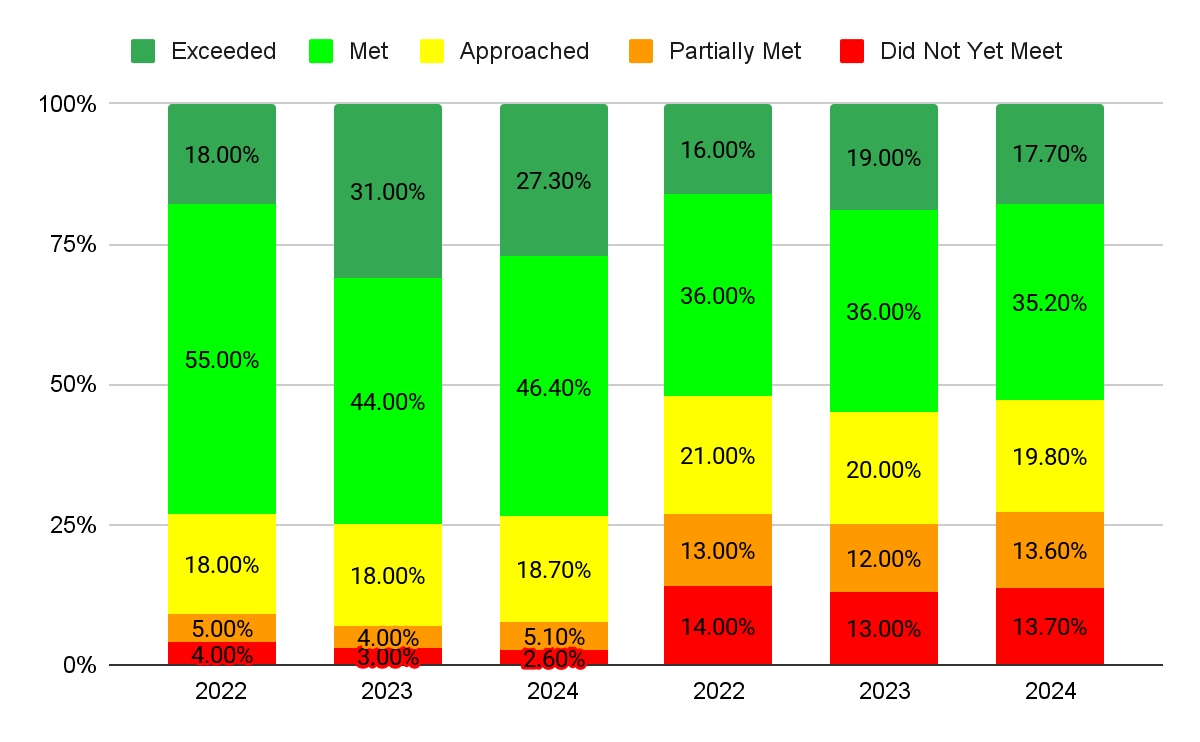 Exceeded Met Approached Partially Met Did Not Yet Meet
100%
75%
50%
25%
0%
18.00% 31.00% 27.30% 16.00% 19.00% 17.70%
55.00% 44.00% 46.40% 36.00% 36.00% 35.20%
18.00% 18.00% 18.70% 21.00% 20.00% 19.80%
5.00% 4.00% 5.10% 13.00% 12.00% 13.60%
4.00% 3.00% 2.60% 14.00% 13.00% 13.70%
2022 2023 2024 2022 2023 2024